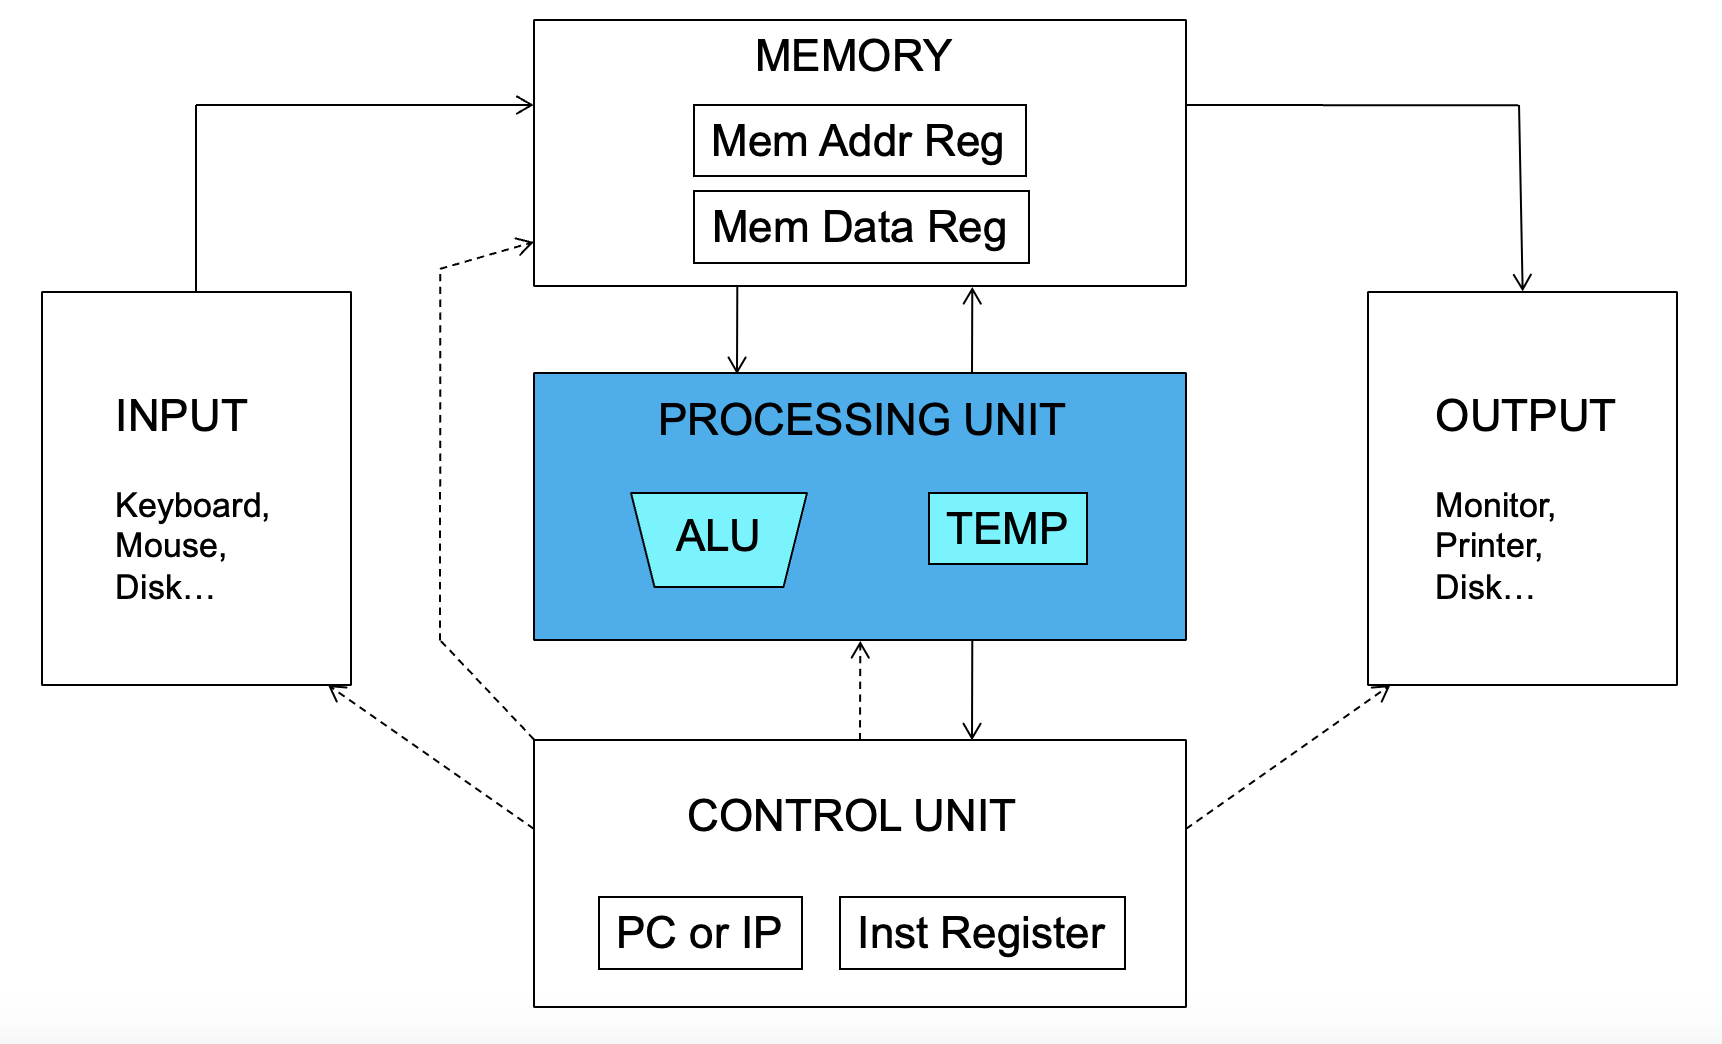 MEMORY
Mem Addr Reg
Mem Data Reg
INPUT
Keyboard,
Mouse,
Disk…
PROCESSING UNIT
ALU
TEMP
OUTPUT
Monitor,
Printer,
Disk…
CONTROL UNIT
PC or IP
Inst Register